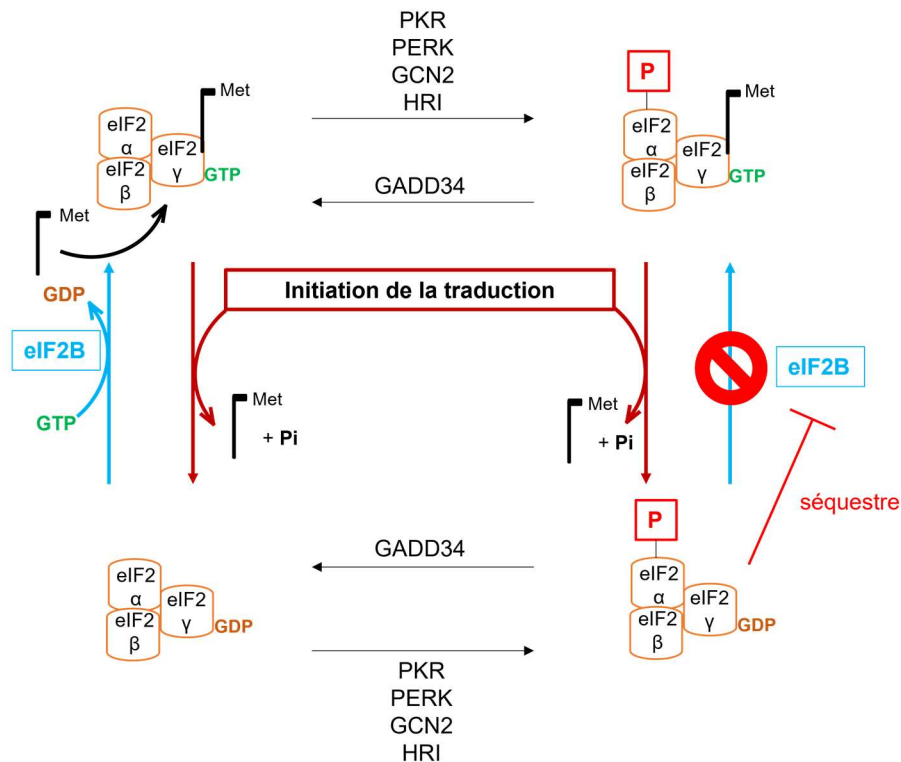 PKR
PERK
GCN2
HRI
Met
eIF2
α
eIF2
γ
eIF2
β
GTP
P
Met
eIF2
α
eIF2
γ
eIF2
β
GTP
GADD34
Met
GDP
eIF2B
GTP
Initiation de la traduction
Met
+ Pi
Met
+ Pi
eIF2B
séquestre
eIF2
α
eIF2
γ
eIF2
β
GDP
GADD34
P
eIF2
α
eIF2
γ
eIF2
β
GDP
PKR
PERK
GCN2
HRI